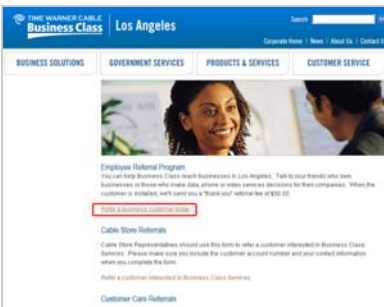 TIME WARNER CABLE
Business Class
Los Angeles
Search
Corporate Home | News | About Us | Contact
BUSINESS SOLUTIONS
GOVERNMENT SERVICES
PRODUCTS & SERVICES
CUSTOMER SERVICE
Employee Referral Program
You can help Business Class reach businesses in Los Angeles. Talk to your friends who own
businesses or those who make data, phone or video services decisions for their companies. When the
customer is installed, we'll send you a "thank you" referral fee of $50.00.
Refer a business customer today
Cable Store Referrals
Cable Store Representatives should use this form to refer a customer interested in Business Class
Services. Please make sure you include the customer account number and your contact information
when you complete the form.
Refer a customer interested in Business Class Services
Customer Care Referrals